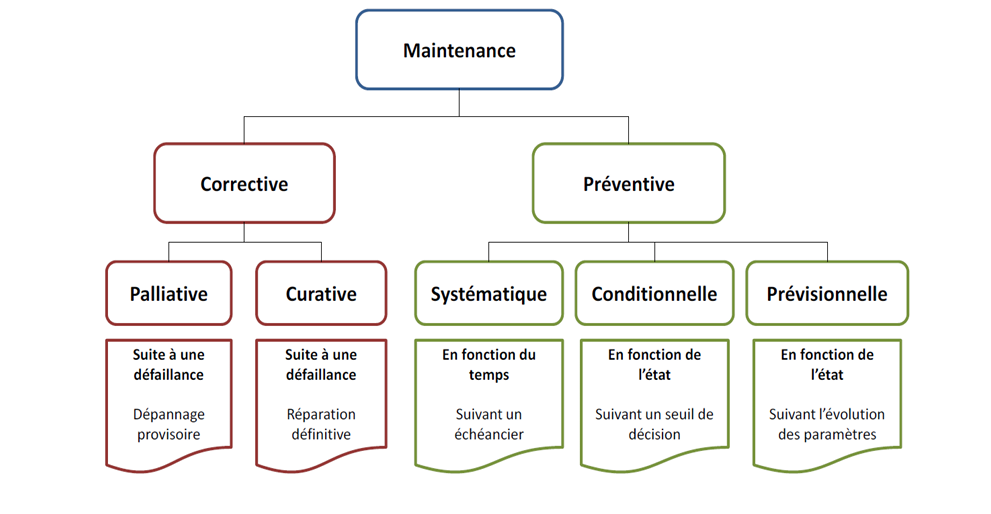 Maintenance
Corrective
Préventive
Palliative
Curative
Systématique
Conditionnelle
Prévisionnelle
Suite à une
défaillance
Dépannage
provisoire
Suite à une
défaillance
Réparation
définitive
En fonction du
temps
Suivant un
échéancier
En fonction de
l’état
Suivant un seuil de
décision
En fonction de
l’état
Suivant l’évolution
des paramètres